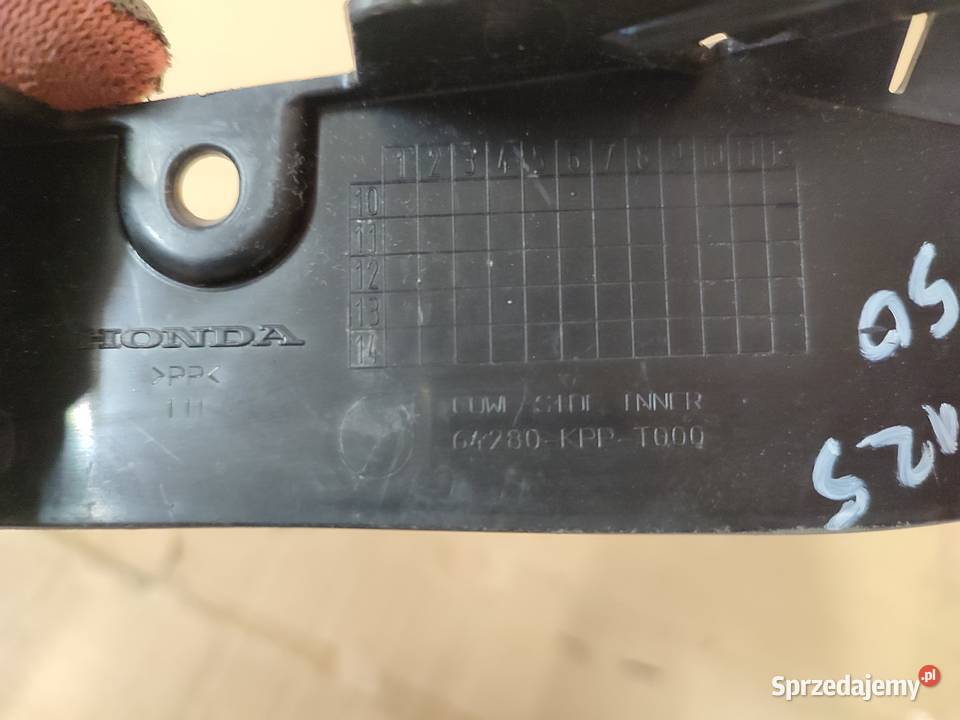 1 2 3 4 5 6 7 8 9 10 11 12
10
11
12
13
14
HONDA
>PP<
COWL SIDE INNER
64280-KPP-T000
Sprzedajemy.pl